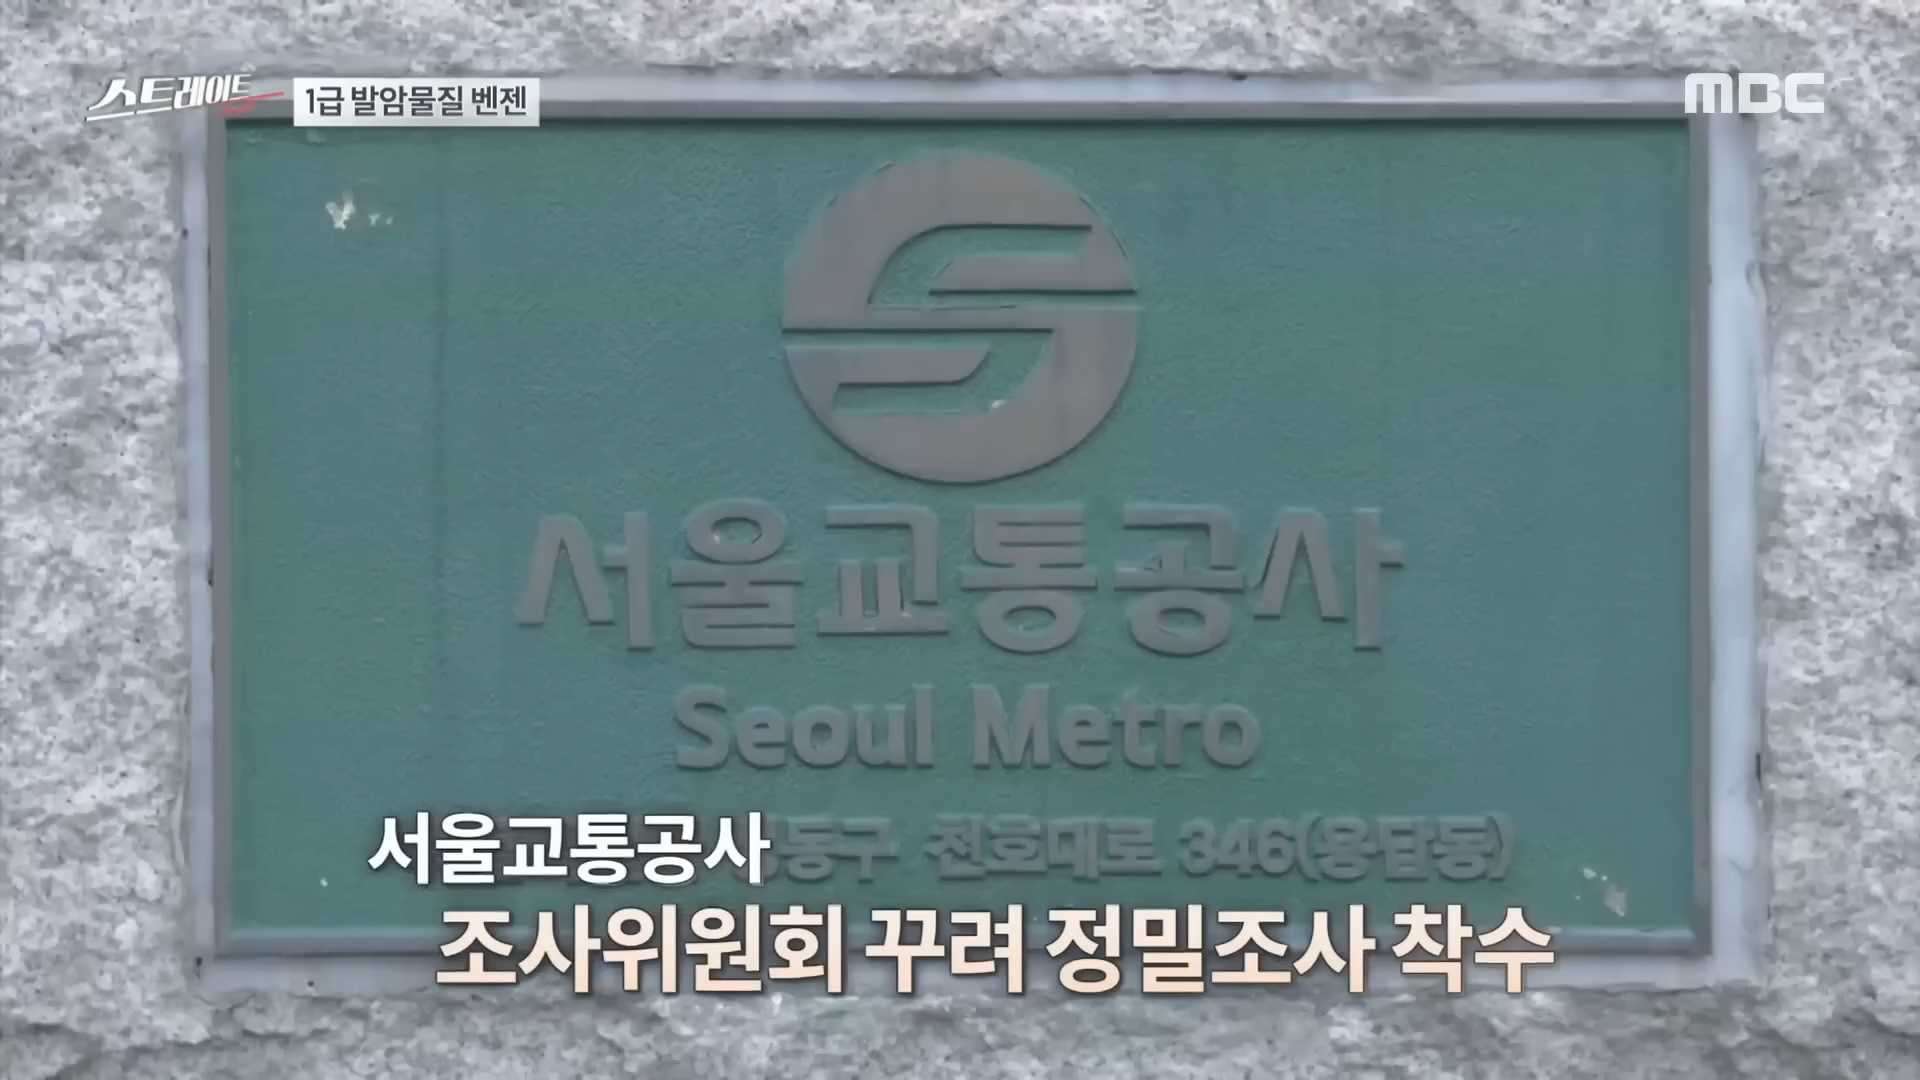 스트레이트 1급 발암물질 벤젠 MBC
서울교통공사
Seoul Metro
동구 천호대로 346(용답동)
서울교통공사
조사위원회 꾸려 정밀조사 착수